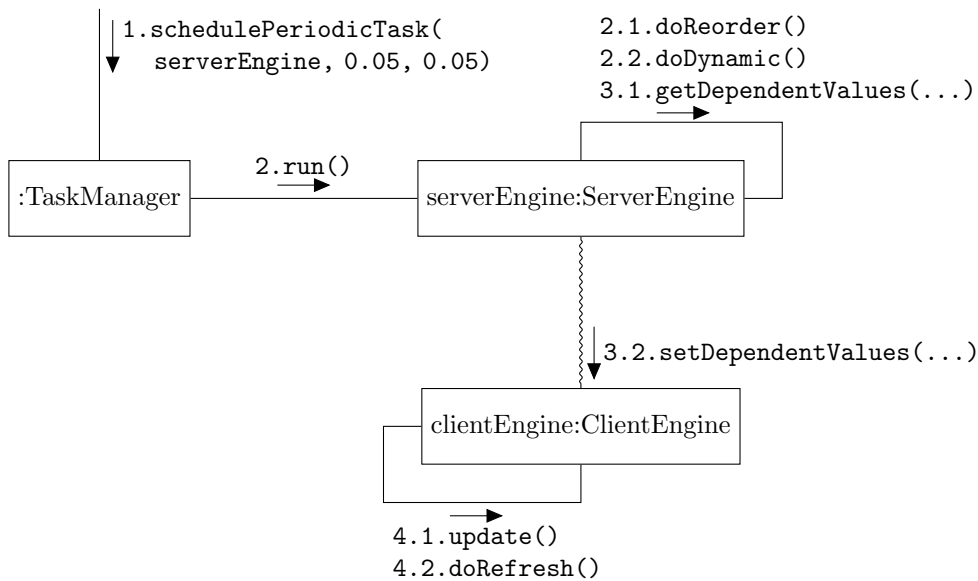 1.schedulePeriodicTask(
serverEngine, 0.05, 0.05)
2.1.doReorder()
2.2.doDynamic()
3.1.getDependentValues(...)
:TaskManager
2.run()
serverEngine:ServerEngine
3.2.setDependentValues(...)
clientEngine:ClientEngine
4.1.update()
4.2.doRefresh()